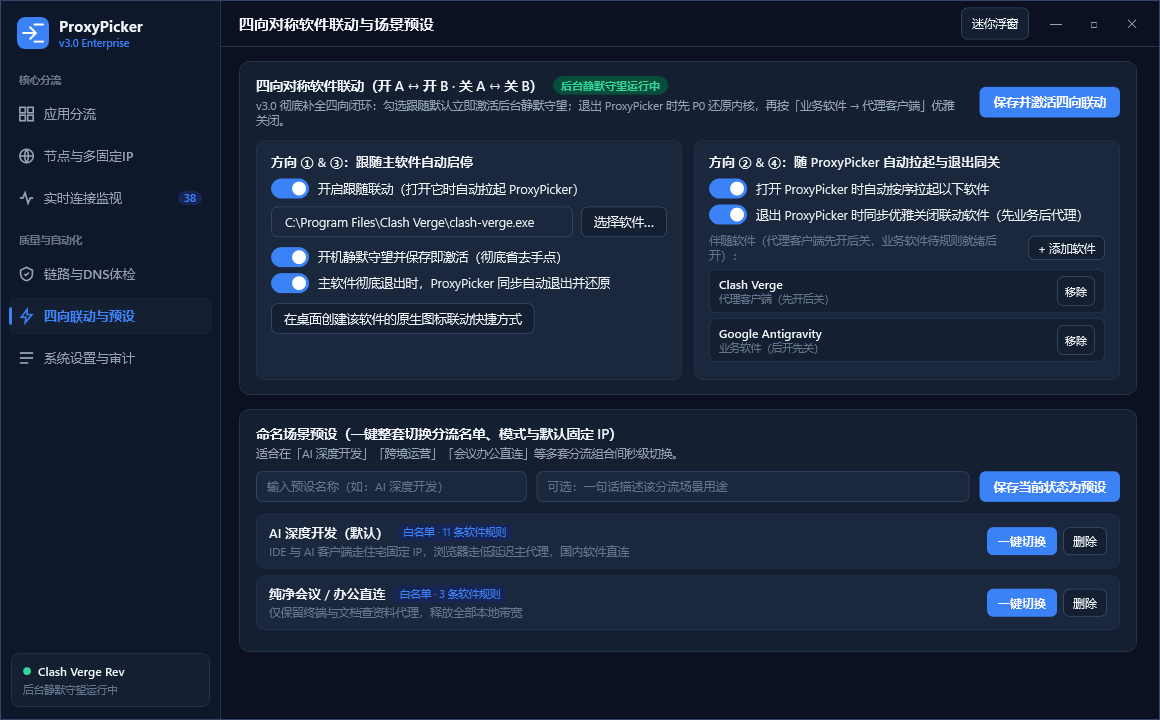 ProxyPicker
v3.0 Enterprise
核心分流
应用分流
节点与多固定IP
实时连接监视 38
质量与自动化
链路与DNS体检
四向联动与预设
系统设置与审计
Clash Verge Rev
后台静默守望运行中
四向对称软件联动与场景预设
迷你浮窗
四向对称软件联动（开 A ↔ 开 B · 关 A ↔ 关 B） 后台静默守望运行中
v3.0 彻底补全四向闭环：勾选跟随默认立即激活后台静默守望；退出 ProxyPicker 时先 P0 还原内核，再按「业务软件 → 代理客户端」优雅
关闭。
保存并激活四向联动
方向 ① & ③：跟随主软件自动启停
开启跟随联动（打开它时自动拉起 ProxyPicker）
C:\Program Files\Clash Verge\clash-verge.exe
选择软件...
开机静默守望并保存即激活（彻底省去手点）
主软件彻底退出时，ProxyPicker 同步自动退出并还原
在桌面创建该软件的原生图标联动快捷方式
方向 ② & ④：随 ProxyPicker 自动拉起与退出同关
打开 ProxyPicker 时自动按序拉起以下软件
退出 ProxyPicker 时同步优雅关闭联动软件（先业务后代理）
伴随软件（代理客户端先开后关，业务软件待规则就绪后
开）：
+ 添加软件
Clash Verge
代理客户端（先开后关）
移除
Google Antigravity
业务软件（后开先关）
移除
命名场景预设（一键整套切换分流名单、模式与默认固定 IP）
适合在「AI 深度开发」「跨境运营」「会议办公直连」等多套分流组合间秒级切换。
输入预设名称（如：AI 深度开发）
可选：一句话描述该分流场景用途
保存当前状态为预设
AI 深度开发（默认） 白名单 · 11 条软件规则
IDE 与 AI 客户端走住宅固定 IP，浏览器走低延迟主代理，国内软件直连
一键切换
删除
纯净会议 / 办公直连 白名单 · 3 条软件规则
仅保留终端与文档查资料代理，释放全部本地带宽
一键切换
删除